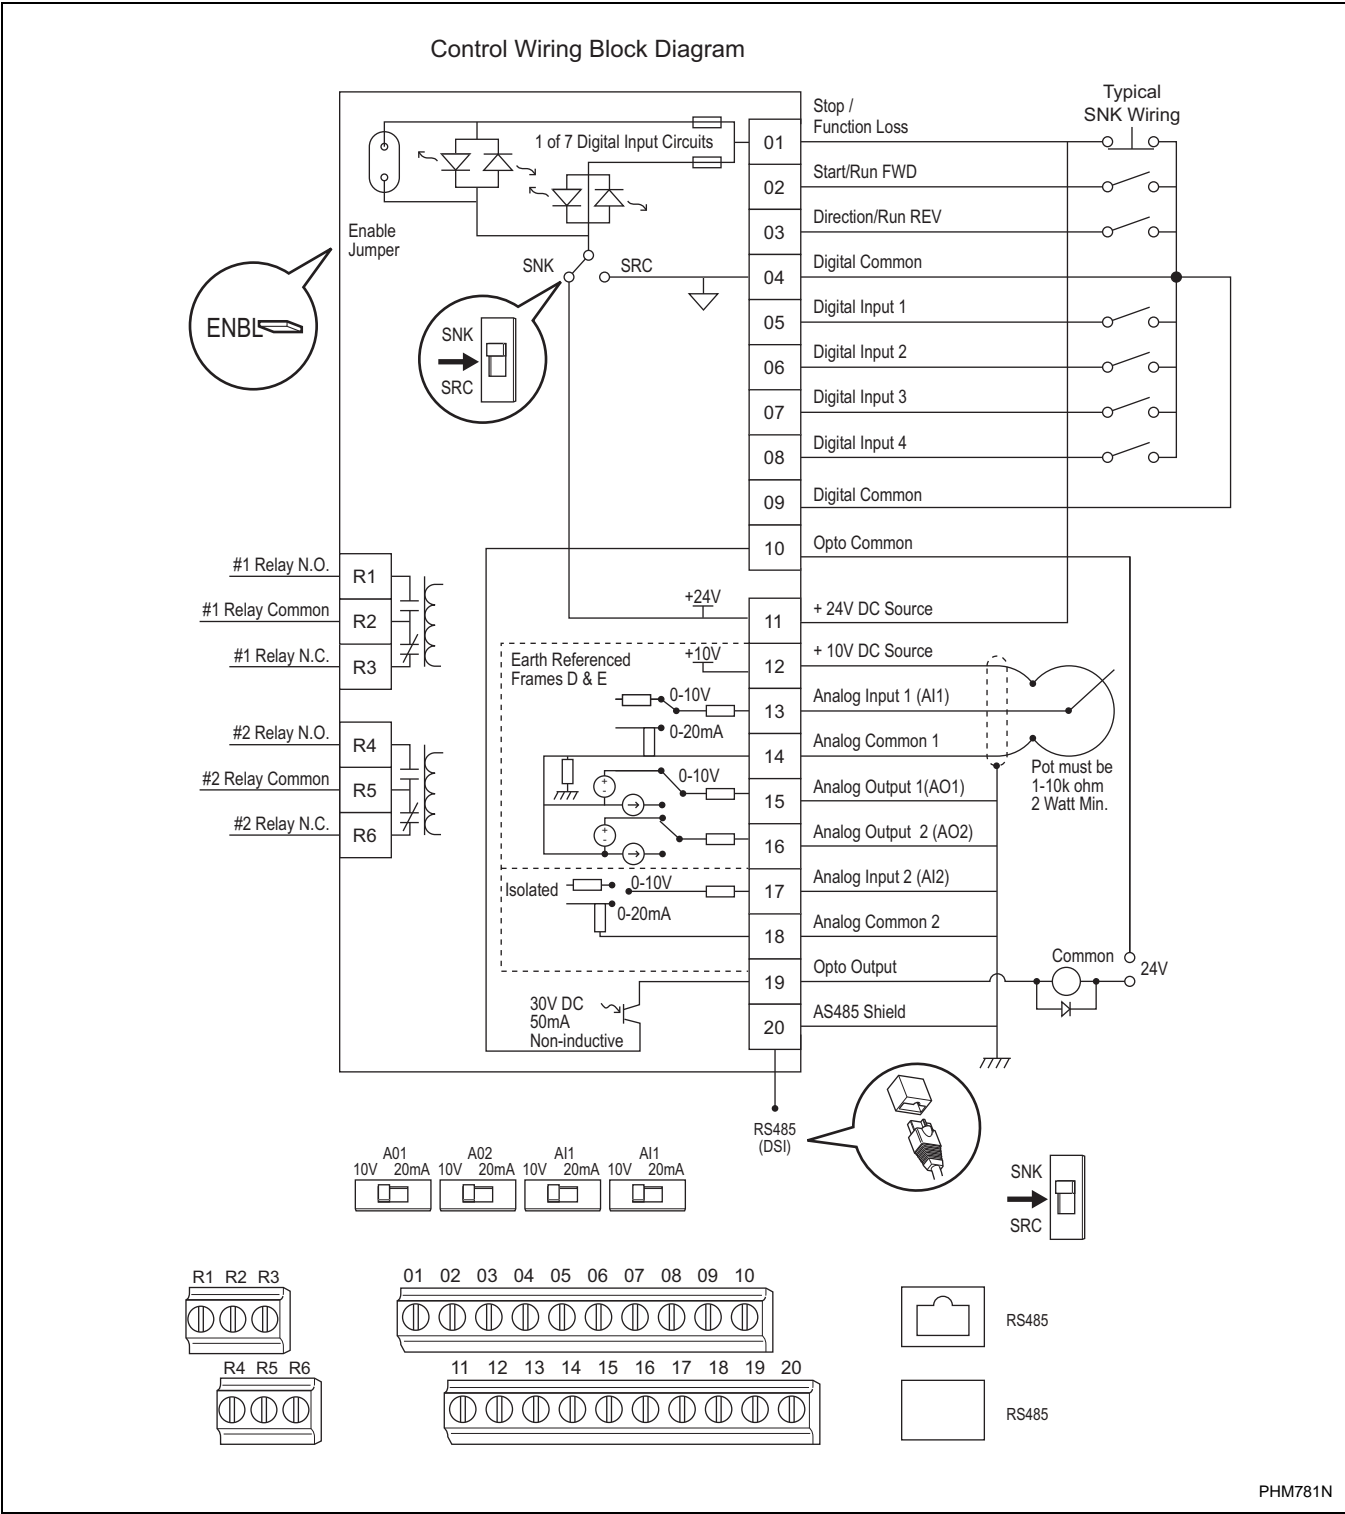 Control Wiring Block Diagram
Typical
SNK Wiring
Stop /
Function Loss
1 of 7 Digital Input Circuits
01
02
Start/Run FWD
03
Direction/Run REV
Enable
Jumper
SNK
SRC
04
Digital Common
ENBL
SNK
SRC
05
Digital Input 1
06
Digital Input 2
07
Digital Input 3
08
Digital Input 4
09
Digital Common
10
Opto Common
#1 Relay N.O.
R1
#1 Relay Common
R2
#1 Relay N.C.
R3
+24V
11
+ 24V DC Source
Earth Referenced
Frames D & E
+10V
12
+ 10V DC Source
0-10V
13
Analog Input 1 (AI1)
0-20mA
14
Analog Common 1
#2 Relay N.O.
R4
#2 Relay Common
R5
#2 Relay N.C.
R6
+
-
0-10V
15
Analog Output 1(AO1)
Pot must be
1-10k ohm
2 Watt Min.
+
-
16
Analog Output 2 (AO2)
Isolated
0-10V
17
Analog Input 2 (AI2)
0-20mA
18
Analog Common 2
19
Opto Output
Common
24V
30V DC
50mA
Non-inductive
20
AS485 Shield
RS485
(DSI)
A01
10V 20mA
A02
10V 20mA
AI1
10V 20mA
AI1
10V 20mA
SNK
SRC
R1 R2 R3
01 02 03 04 05 06 07 08 09 10
RS485
R4 R5 R6
11 12 13 14 15 16 17 18 19 20
RS485
PHM781N